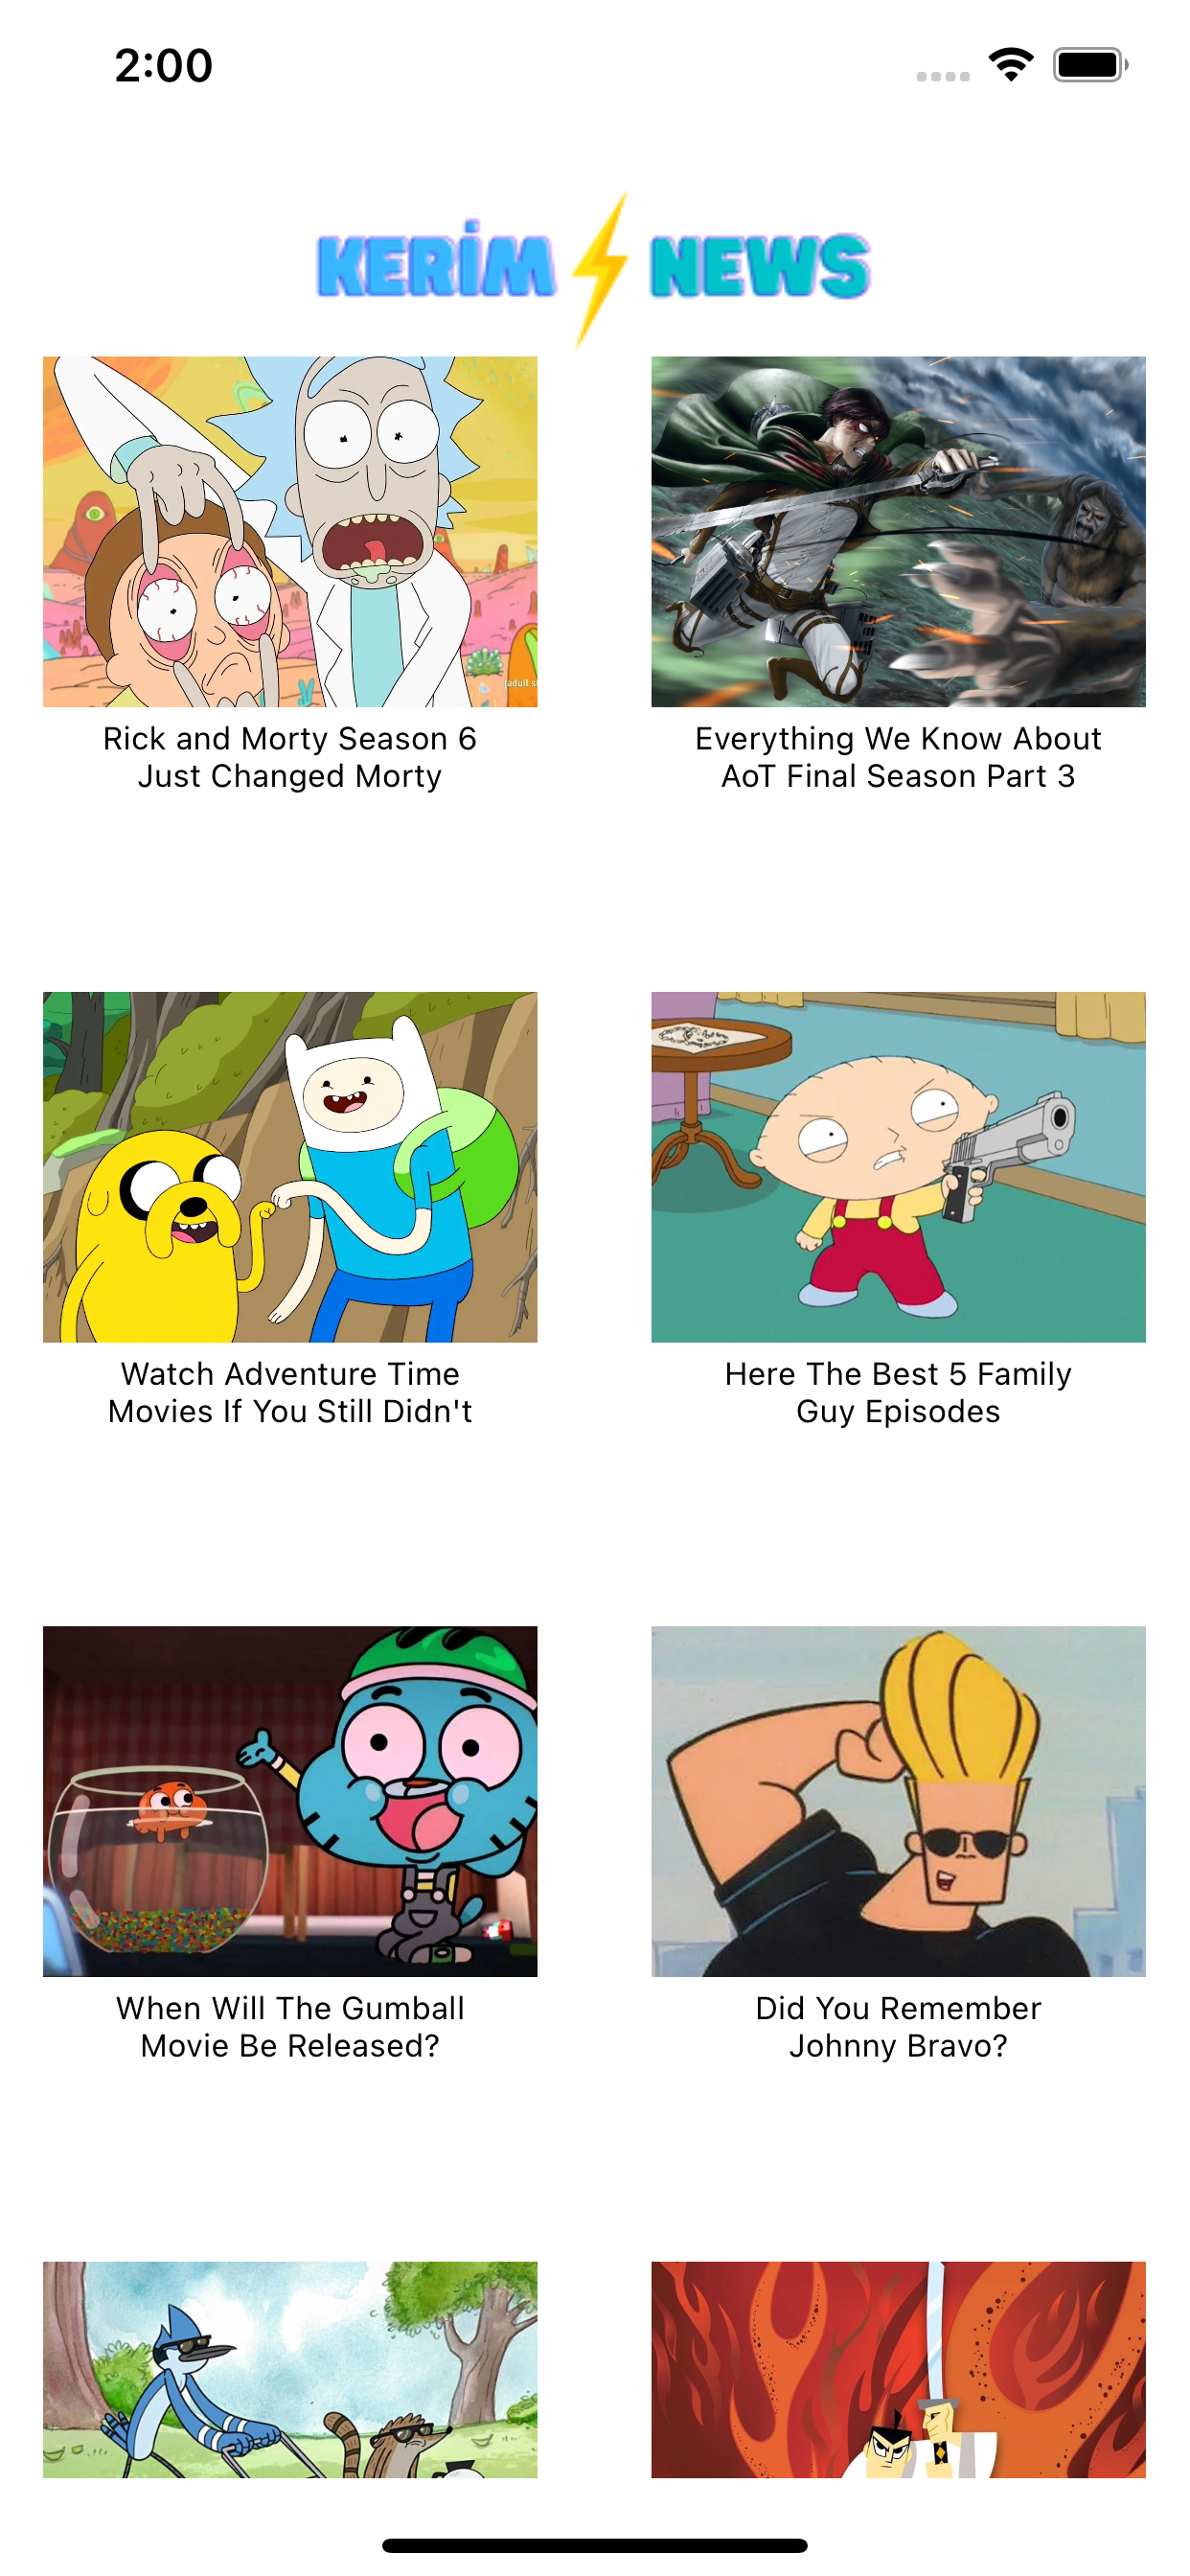 2:00
KERİM NEWS
Rick and Morty Season 6
Just Changed Morty
Everything We Know About
AoT Final Season Part 3
Watch Adventure Time
Movies If You Still Didn't
Here The Best 5 Family
Guy Episodes
When Will The Gumball
Movie Be Released?
Did You Remember
Johnny Bravo?